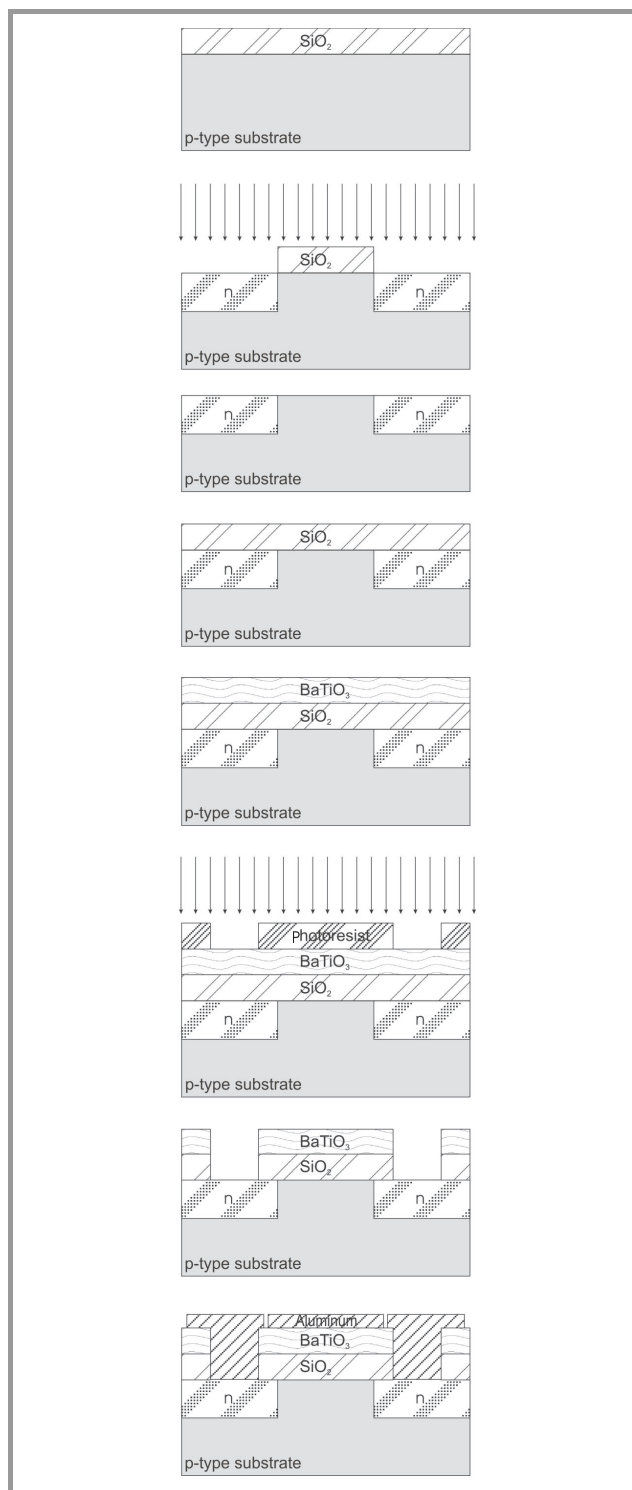 SiO₂
p-type substrate
SiO₂
n n
p-type substrate
n n
p-type substrate
SiO₂
n n
p-type substrate
BaTiO₃
SiO₂
n n
p-type substrate
Photoresist
BaTiO₃
SiO₂
n n
p-type substrate
BaTiO₃
SiO₂
n n
p-type substrate
Aluminum
BaTiO₃
SiO₂
n n
p-type substrate